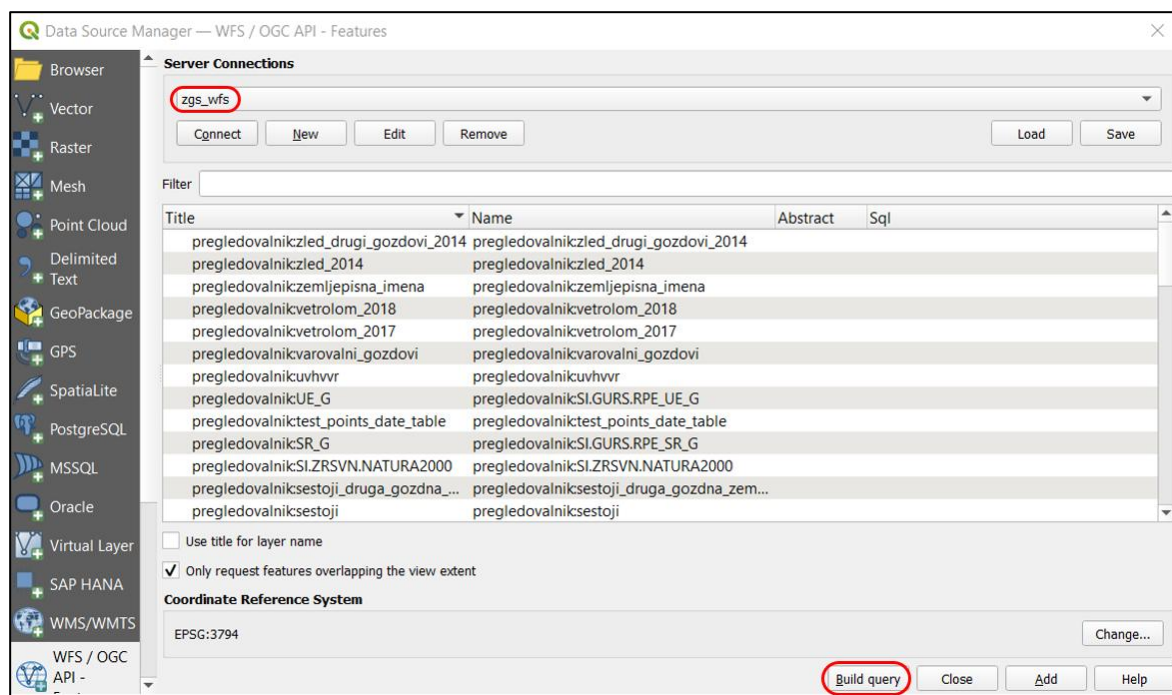 Data Source Manager — WFS / OGC API - Features
Browser
Vector
Raster
Mesh
Point Cloud
Delimited
Text
GeoPackage
GPS
SpatiaLite
PostgreSQL
MSSQL
Oracle
Virtual Layer
SAP HANA
WMS/WMTS
WFS / OGC
API -
Server Connections
zgs_wfs
Connect New Edit Remove Load Save
Filter
Title Name Abstract Sql
pregledovalnik:zled_drugi_gozdovi_2014 pregledovalnik:zled_drugi_gozdovi_2014
pregledovalnik:zled_2014 pregledovalnik:zled_2014
pregledovalnik:zemljepisna_imena pregledovalnik:zemljepisna_imena
pregledovalnik:vetrolom_2018 pregledovalnik:vetrolom_2018
pregledovalnik:vetrolom_2017 pregledovalnik:vetrolom_2017
pregledovalnik:varovalni_gozdovi pregledovalnik:varovalni_gozdovi
pregledovalnik:uvhvvr pregledovalnik:uvhvvr
pregledovalnik:UE_G pregledovalnik:SI.GURS.RPE_UE_G
pregledovalnik:test_points_date_table pregledovalnik:test_points_date_table
pregledovalnik:SR_G pregledovalnik:SI.GURS.RPE_SR_G
pregledovalnik:SI.ZRSVN.NATURA2000 pregledovalnik:SI.ZRSVN.NATURA2000
pregledovalnik:sestoji_druga_gozdna_... pregledovalnik:sestoji_druga_gozdna_zem...
pregledovalnik:sestoji pregledovalnik:sestoji
Use title for layer name
Only request features overlapping the view extent
Coordinate Reference System
EPSG:3794 Change...
Build query Close Add Help